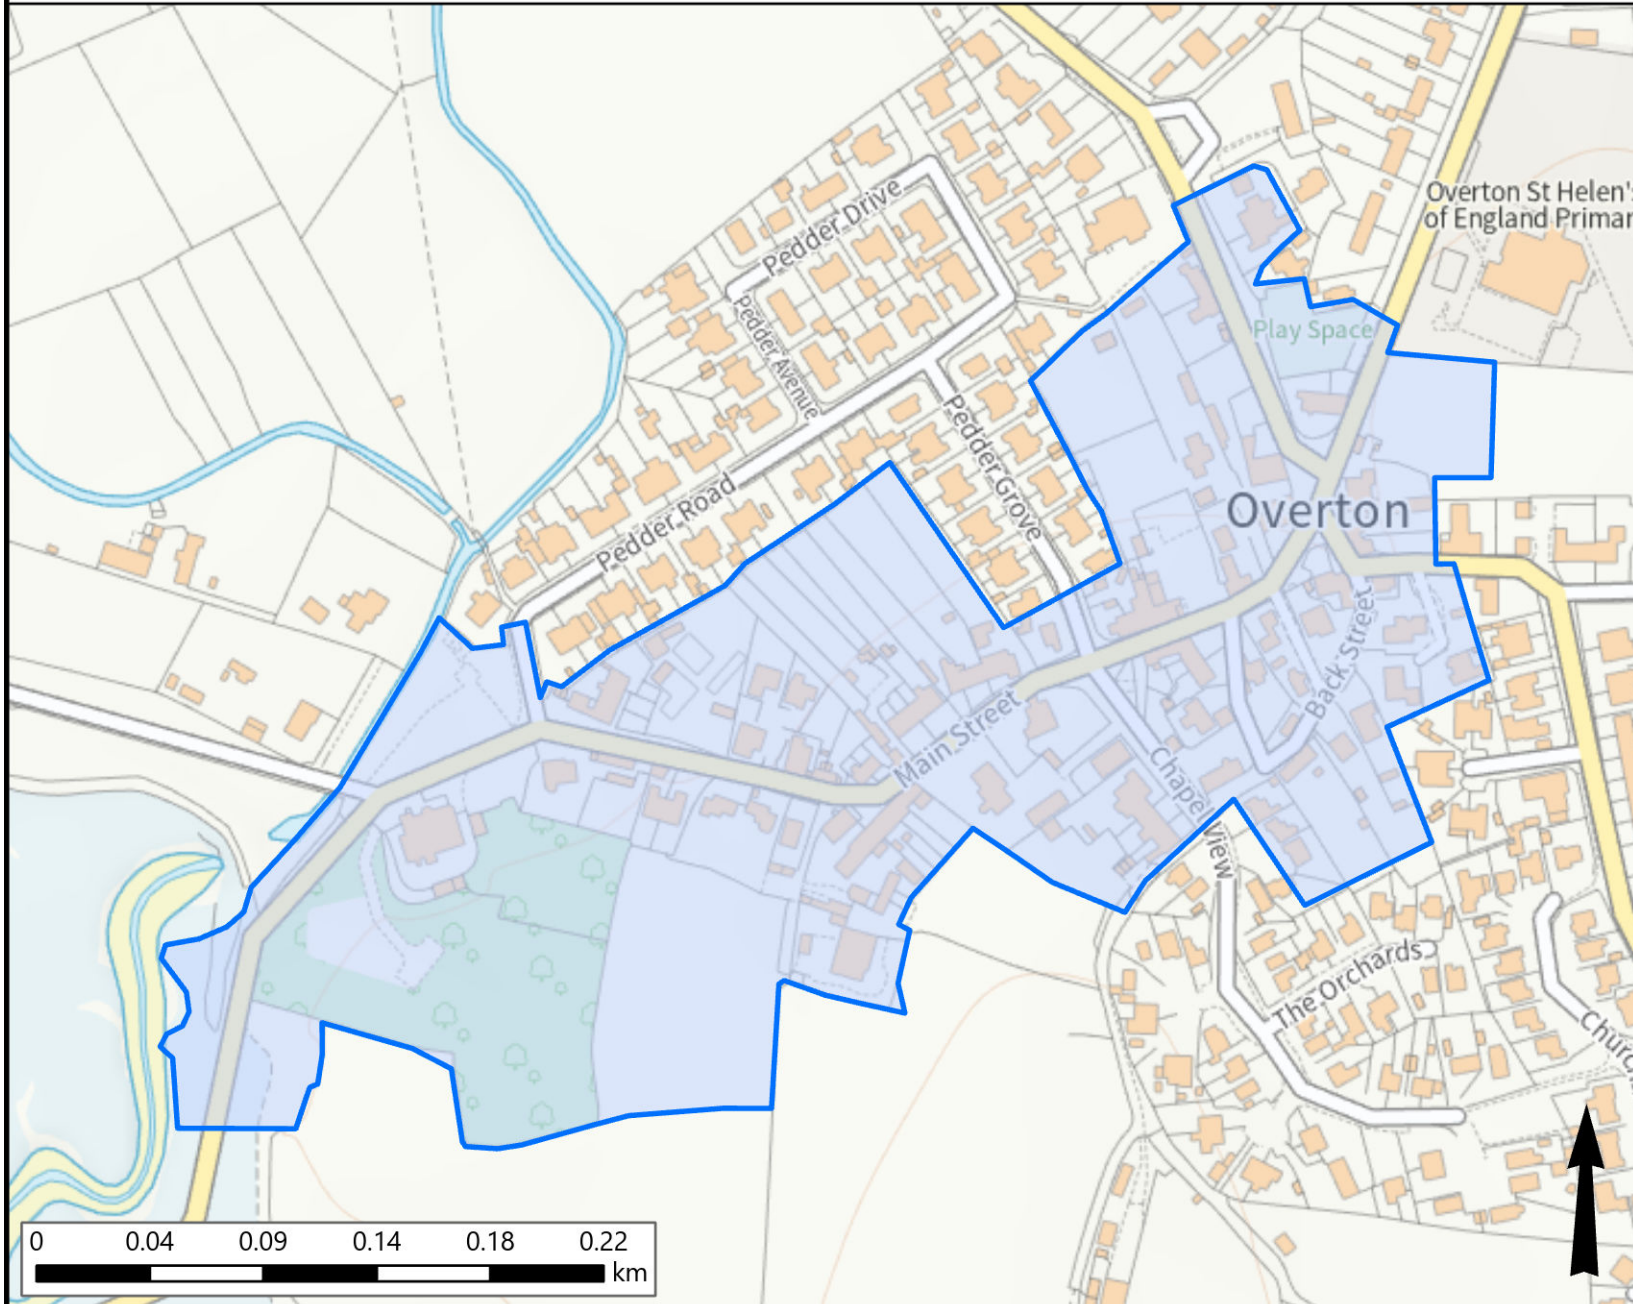 Overton St Helen's
of England Primar
Pedder Drive
Pedder Avenue
Play Space
Pedder Grove
Pedder Road
Overton
Back Street
Main Street
Chapel View
The Orchards
0 0.04 0.09 0.14 0.18 0.22
km